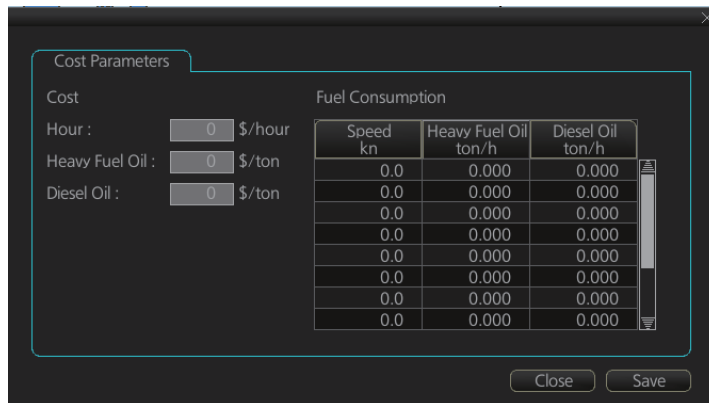 Cost Parameters
Cost
Hour : 0 $/hour
Heavy Fuel Oil : 0 $/ton
Diesel Oil : 0 $/ton
Fuel Consumption
Speed kn Heavy Fuel Oil ton/h Diesel Oil ton/h
0.0 0.000 0.000
0.0 0.000 0.000
0.0 0.000 0.000
0.0 0.000 0.000
0.0 0.000 0.000
0.0 0.000 0.000
0.0 0.000 0.000
0.0 0.000 0.000
Close Save